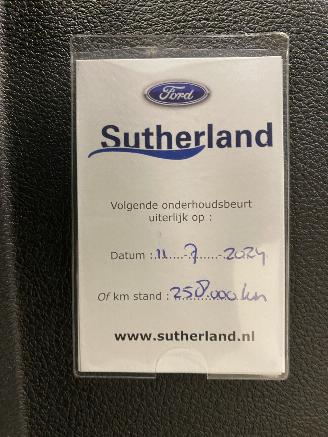 Ford
Sutherland
Volgende onderhoudsbeurt
uiterlijk op :
Datum : 11 - 7 - 2024
Of km stand : 258.000 km
www.sutherland.nl